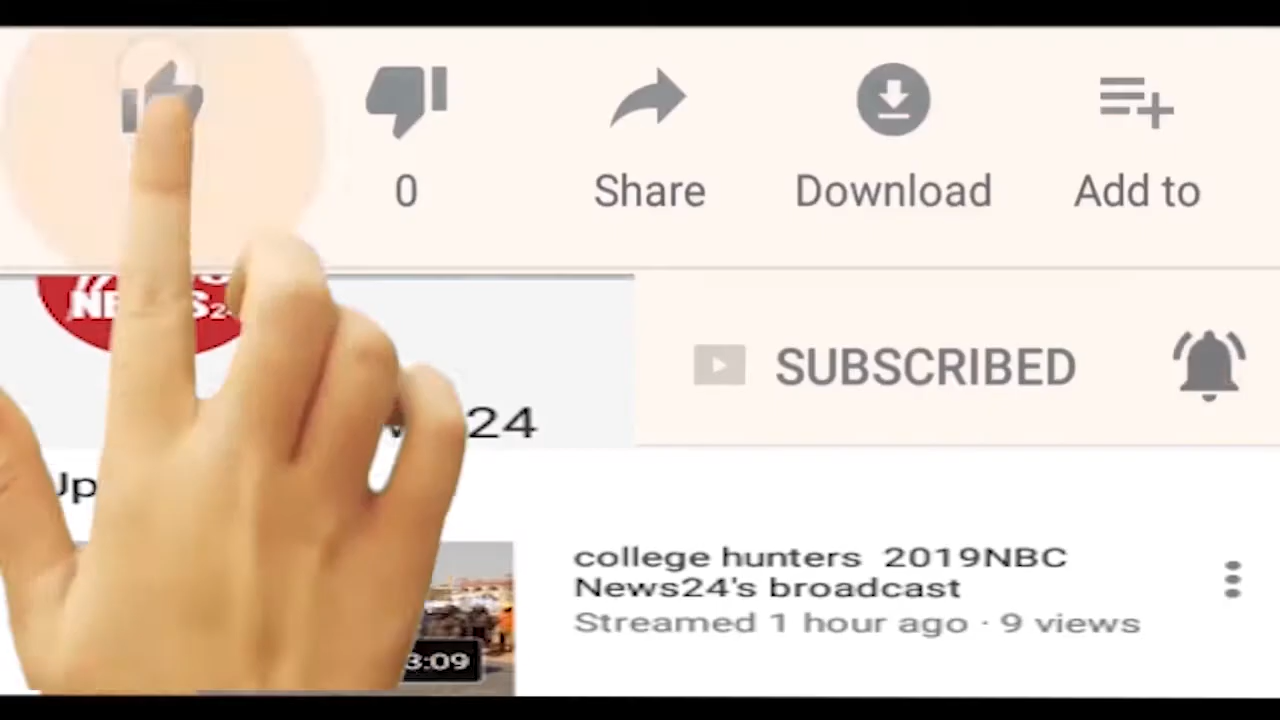 0
Share
Download
Add to
SUBSCRIBED
24
college hunters 2019NBC
News24's broadcast
Streamed 1 hour ago · 9 views
3:09